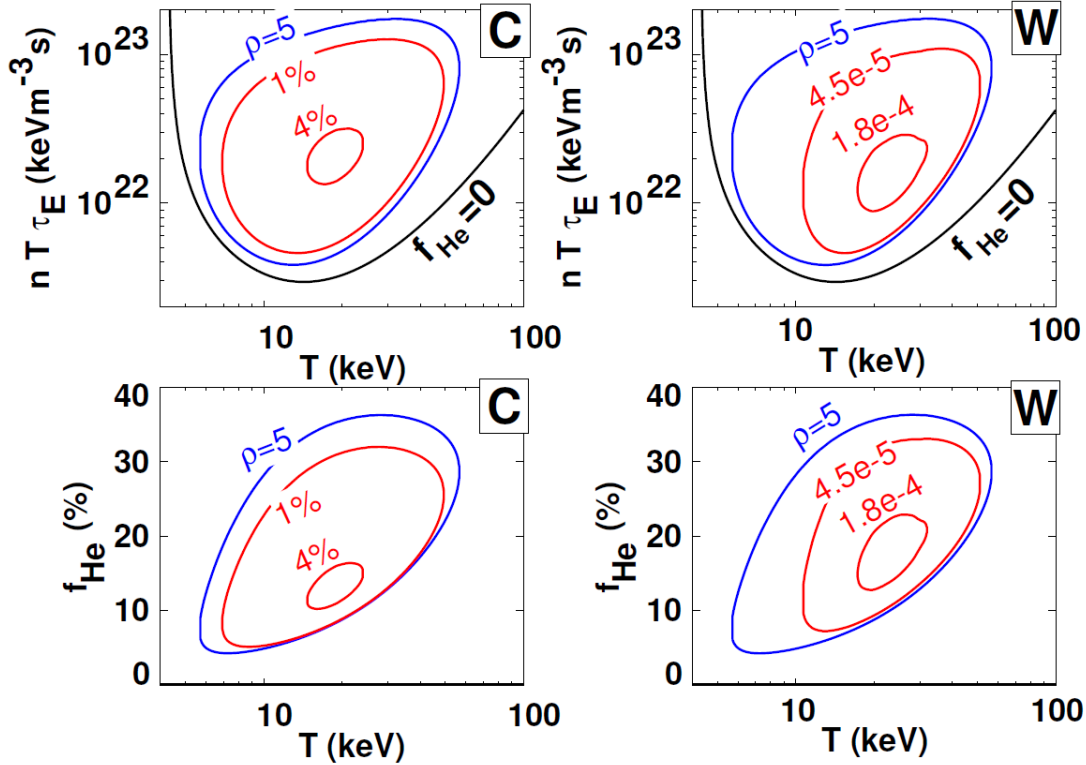 C
n T τE (keVm-3s)
10^23
10^22
ρ=5
1%
4%
fHe=0
10
100
T (keV)
W
n T τE (keVm-3s)
10^23
10^22
ρ=5
4.5e-5
1.8e-4
fHe=0
10
100
T (keV)
C
fHe (%)
40
30
20
10
0
ρ=5
1%
4%
10
100
T (keV)
W
fHe (%)
40
30
20
10
0
ρ=5
4.5e-5
1.8e-4
10
100
T (keV)